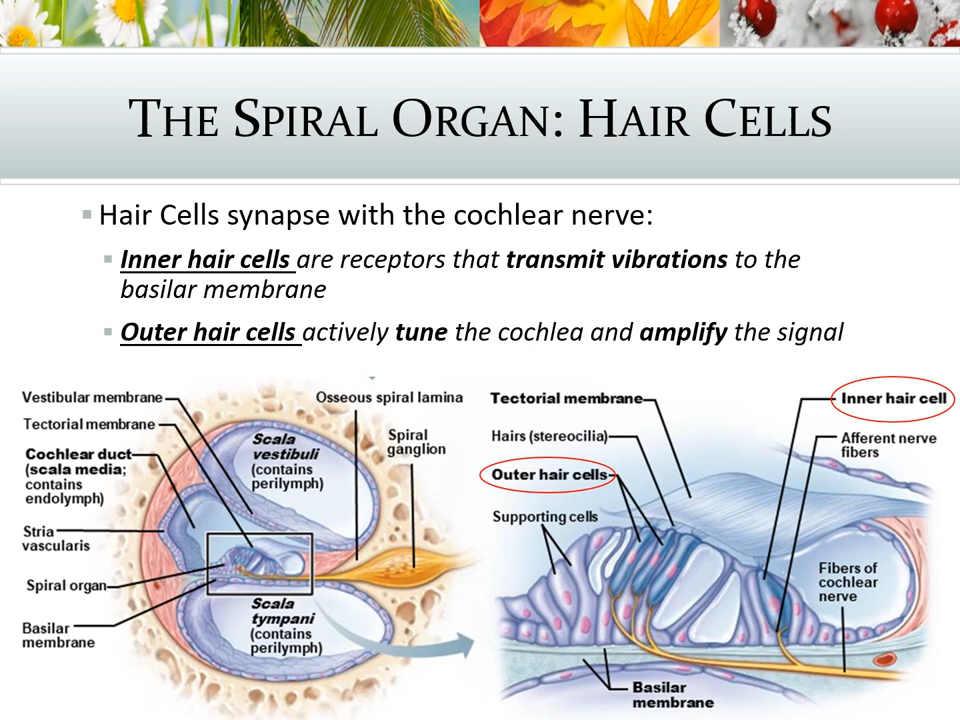 THE SPIRAL ORGAN: HAIR CELLS
Hair Cells synapse with the cochlear nerve:
Inner hair cells are receptors that transmit vibrations to the
basilar membrane
Outer hair cells actively tune the cochlea and amplify the signal
Vestibular membrane
Tectorial membrane
Cochlear duct
(scala media;
contains
endolymph)
Stria
vascularis
Spiral organ
Basilar
membrane
Osseous spiral lamina
Scala
vestibuli
(contains
perilymph)
Spiral
ganglion
Scala
tympani
(contains
perilymph)
Tectorial membrane
Hairs (stereocilia)
Outer hair cells
Supporting cells
Inner hair cell
Afferent nerve
fibers
Fibers of
cochlear
nerve
Basilar
membrane